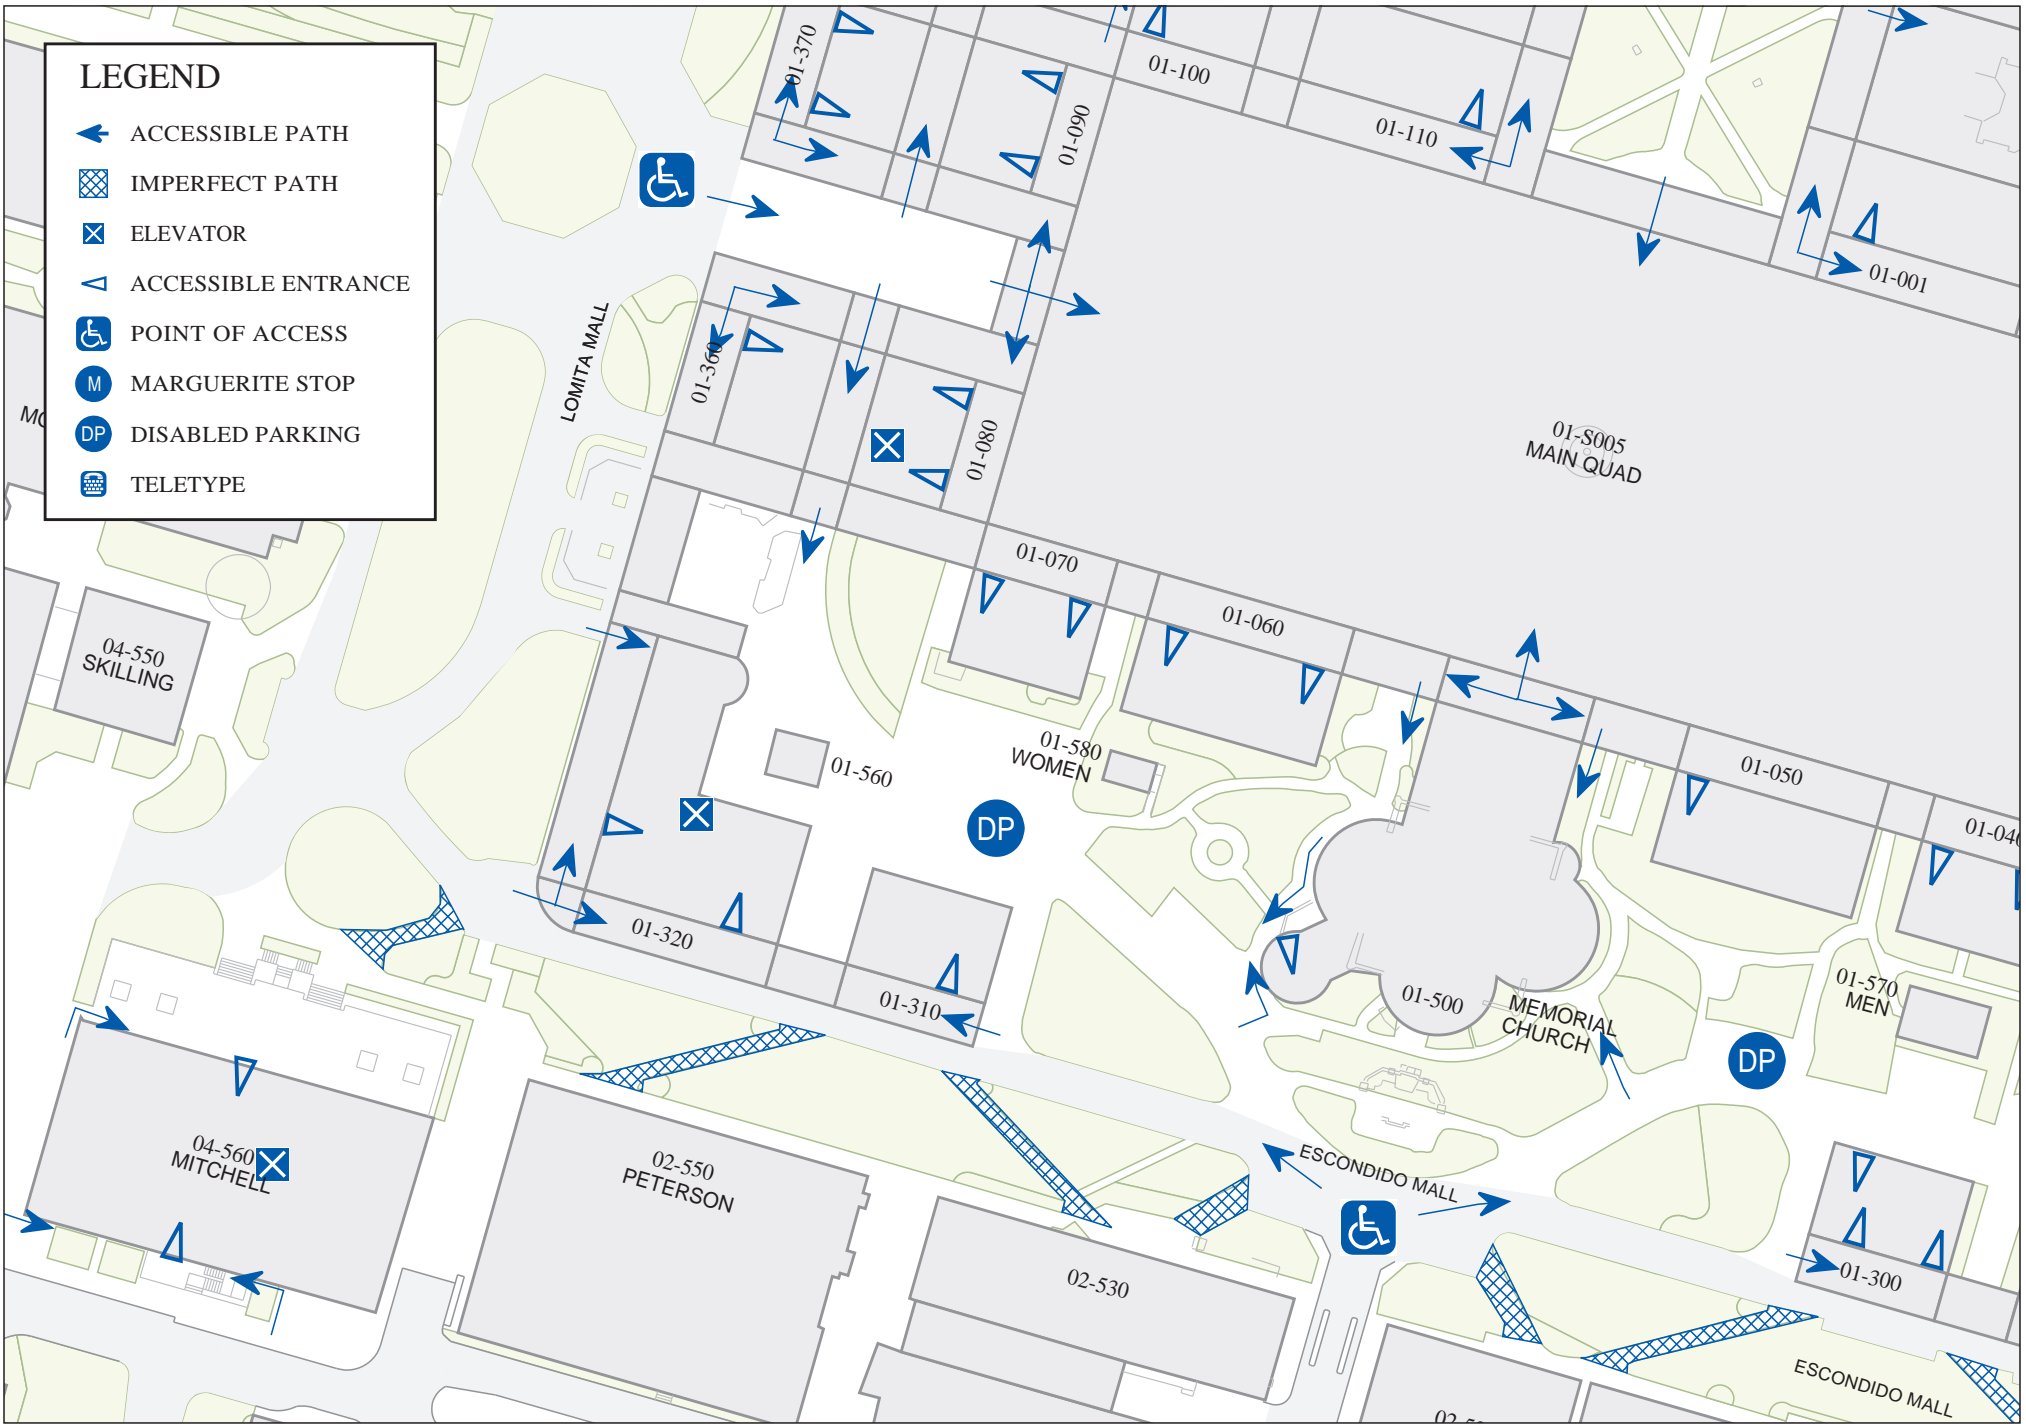 LEGEND
ACCESSIBLE PATH
IMPERFECT PATH
ELEVATOR
ACCESSIBLE ENTRANCE
POINT OF ACCESS
M
MARGUERITE STOP
DP
DISABLED PARKING
TELETYPE
01-370
01-100
01-090
01-110
01-001
LOMITA MALL
01-360
01-080
01-S005
MAIN QUAD
01-070
01-060
04-550
SKILLING
01-580
WOMEN
01-560
01-050
01-040
DP
01-320
01-310
01-500
MEMORIAL
CHURCH
01-570
MEN
DP
04-560
MITCHELL
02-550
PETERSON
ESCONDIDO MALL
02-530
01-300
ESCONDIDO MALL